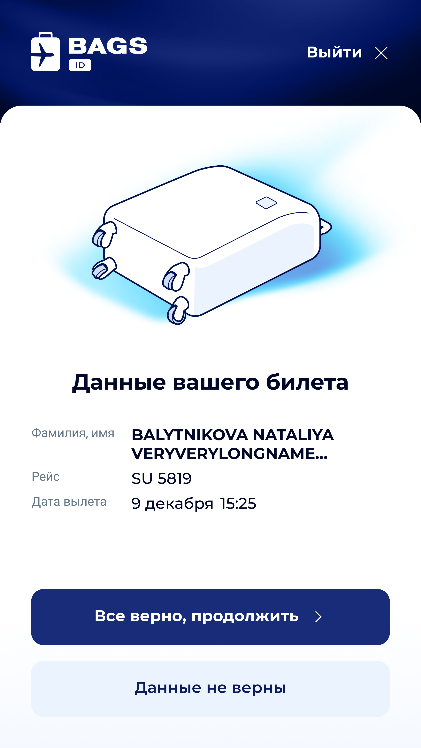 BAGS
ID
Выйти
Данные вашего билета
Фамилия, имя
BALYTNIKOVA NATALIYA
VERYVERYLONGNAME...
Рейс
SU 5819
Дата вылета
9 декабря 15:25
Все верно, продолжить
Данные не верны